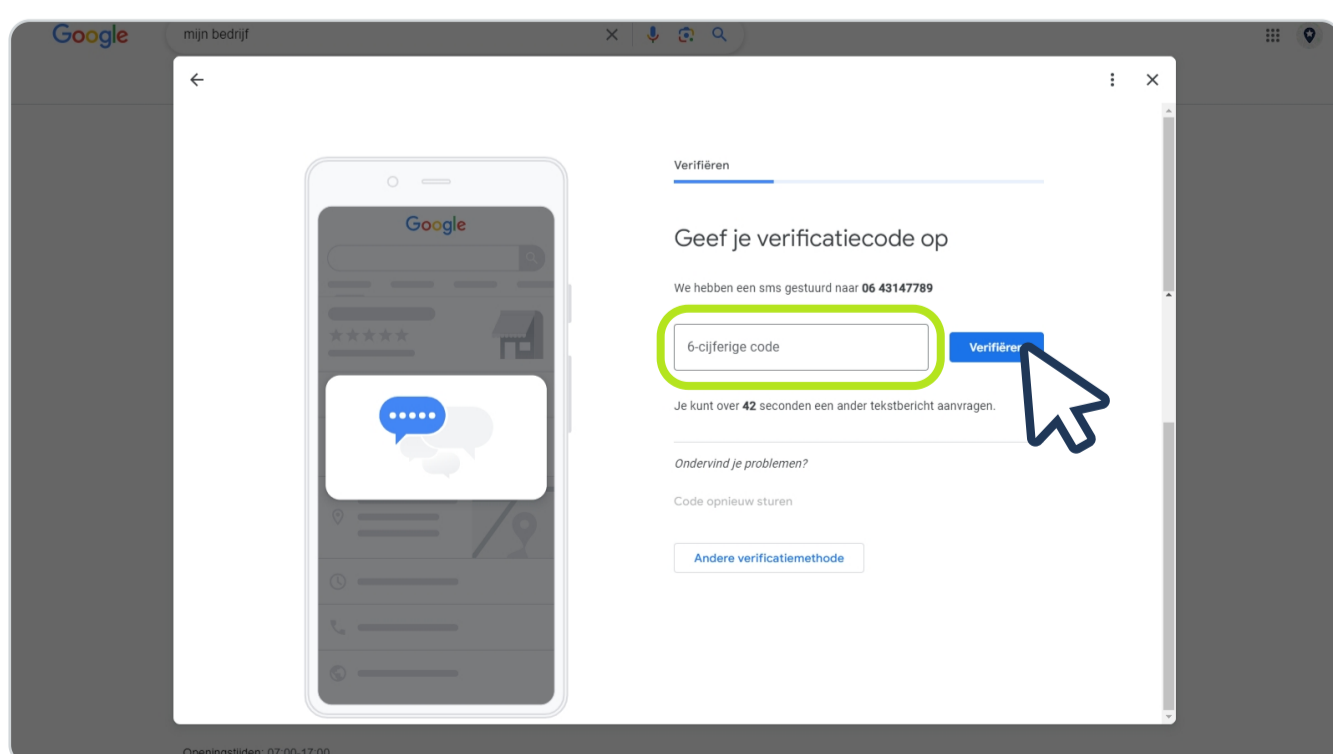 Google
mijn bedrijf
Verifiëren
Google
Geef je verificatiecode op
We hebben een sms gestuurd naar 06 43147789
6-cijferige code
Verifiëren
Je kunt over 42 seconden een ander tekstbericht aanvragen.
Ondervind je problemen?
Code opnieuw sturen
Andere verificatiemethode
Openingstijden: 07:00-17:00